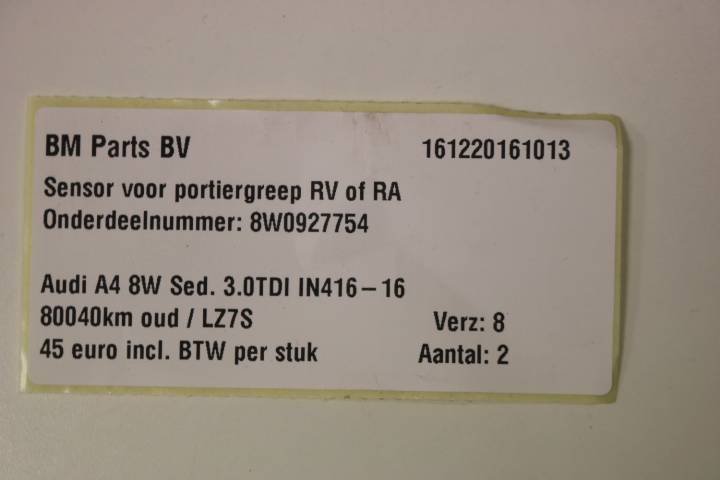 BM Parts BV 161220161013
Sensor voor portiergreep RV of RA
Onderdeelnummer: 8W0927754
Audi A4 8W Sed. 3.0TDI IN416-16
80040km oud / LZ7S Verz: 8
45 euro incl. BTW per stuk Aantal: 2